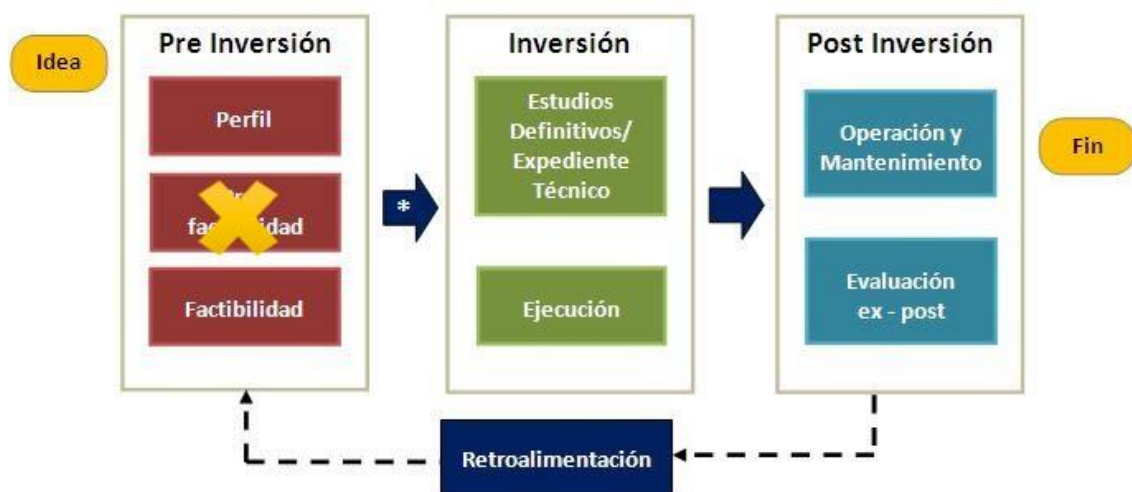 Idea
Pre Inversión
Perfil
Factibilidad
*
Inversión
Estudios
Definitivos/
Expediente
Técnico
Ejecución
Post Inversión
Operación y
Mantenimiento
Evaluación
ex - post
Fin
Retroalimentación